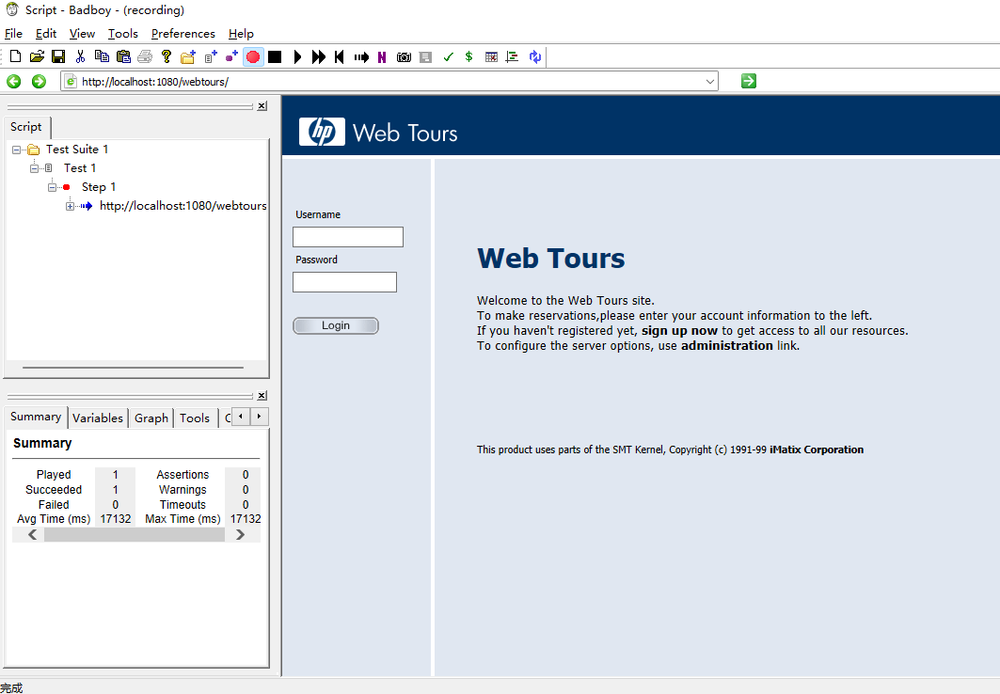 Script - Badboy - (recording)
File Edit View Tools Preferences Help
http://localhost:1080/webtours/
Script
Test Suite 1
Test 1
Step 1
http://localhost:1080/webtours
Summary Variables Graph Tools C
Summary
Played 1 Assertions 0
Succeeded 1 Warnings 0
Failed 0 Timeouts 0
Avg Time (ms) 17132 Max Time (ms) 17132
hp Web Tours
Username
Password
Login
Web Tours
Welcome to the Web Tours site.
To make reservations,please enter your account information to the left.
If you haven't registered yet, sign up now to get access to all our resources.
To configure the server options, use administration link.
This product uses parts of the SMT Kernel, Copyright (c) 1991-99 iMatix Corporation
完成